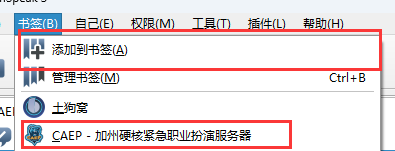 mspeak 3
书签(B) 自己(E) 权限(M) 工具(T) 插件(L) 帮助(H)
添加到书签(A)
管理书签(M) Ctrl+B
土狗窝
CAEP - 加州硬核紧急职业扮演服务器